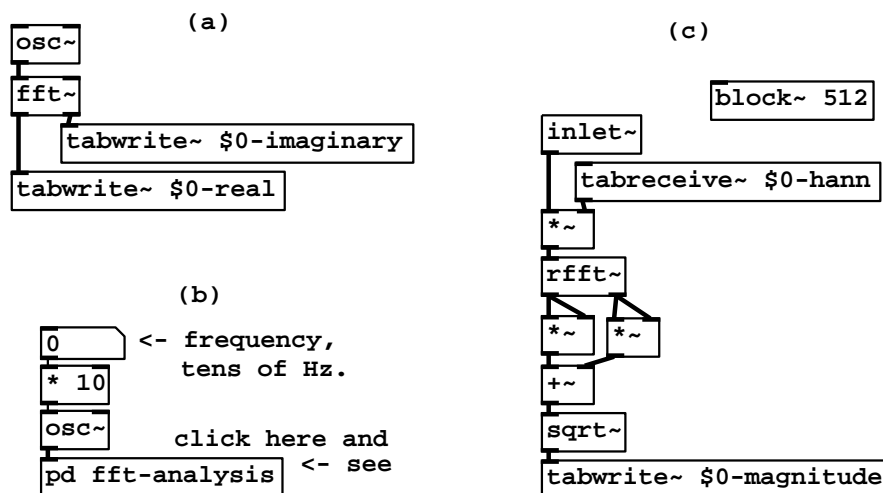 (a)
osc~
fft~
tabwrite~ $0-imaginary
tabwrite~ $0-real
(b)
0
<- frequency,
tens of Hz.
* 10
osc~
click here and
<- see
pd fft-analysis
(c)
block~ 512
inlet~
tabreceive~ $0-hann
*~
rfft~
*~
*~
+~
sqrt~
tabwrite~ $0-magnitude